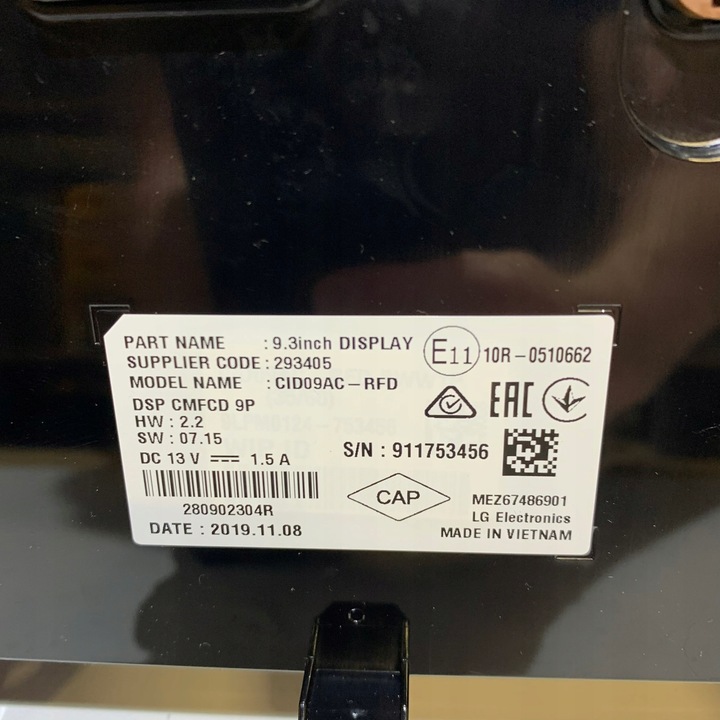 PART NAME : 9.3inch DISPLAY
SUPPLIER CODE : 293405
MODEL NAME : CID09AC-RFD
DSP CMFCD 9P
HW : 2.2
SW : 07.15
DC 13 V ⎓ 1.5 A
280902304R
DATE : 2019.11.08
E11 10R-0510662
EAC
S/N : 911753456
CAP
MEZ67486901
LG Electronics
MADE IN VIETNAM